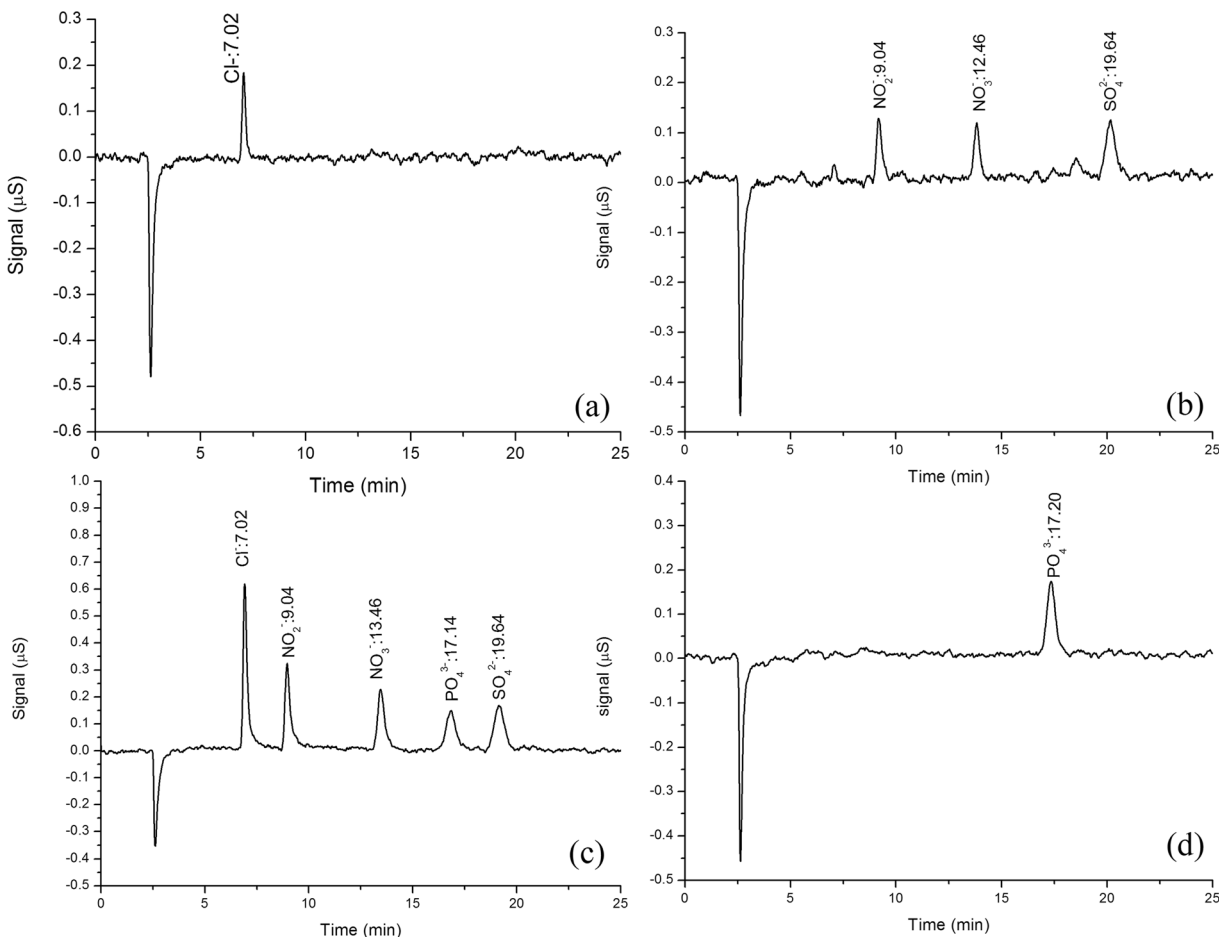 0.3
0.2
0.1
0.0
-0.1
-0.2
-0.3
-0.4
-0.5
-0.6
Signal (μS)
Cl-:7.02
(a)
0 5 10 15 20 25
Time (min)
0.3
0.2
0.1
0.0
-0.1
-0.2
-0.3
-0.4
-0.5
Signal (μS)
NO₂⁻:9.04
NO₃⁻:12.46
SO₄²⁻:19.64
(b)
0 5 10 15 20 25
Time (min)
1.0
0.9
0.8
0.7
0.6
0.5
0.4
0.3
0.2
0.1
0.0
-0.1
-0.2
-0.3
-0.4
-0.5
Signal (μS)
Cl⁻:7.02
NO₂⁻:9.04
NO₃⁻:13.46
PO₄³⁻:17.14
SO₄²⁻:19.64
(c)
0 5 10 15 20 25
Time (min)
0.4
0.3
0.2
0.1
0.0
-0.1
-0.2
-0.3
-0.4
-0.5
signal (μS)
PO₄³⁻:17.20
(d)
0 5 10 15 20 25
Time (min)